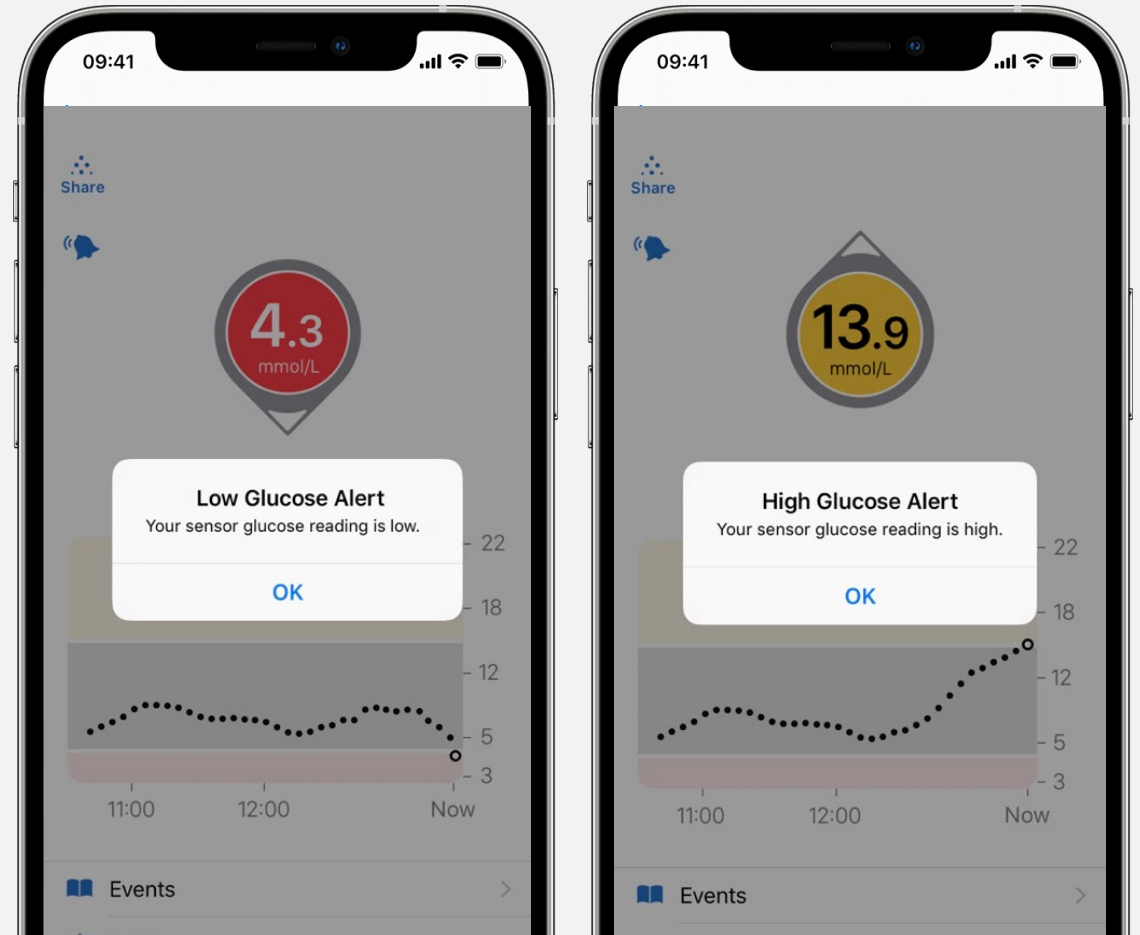 09:41
Share
4.3
mmol/L
Low Glucose Alert
Your sensor glucose reading is low.
OK
22
18
12
5
3
11:00
12:00
Now
Events
09:41
Share
13.9
mmol/L
High Glucose Alert
Your sensor glucose reading is high.
OK
22
18
12
5
3
11:00
12:00
Now
Events